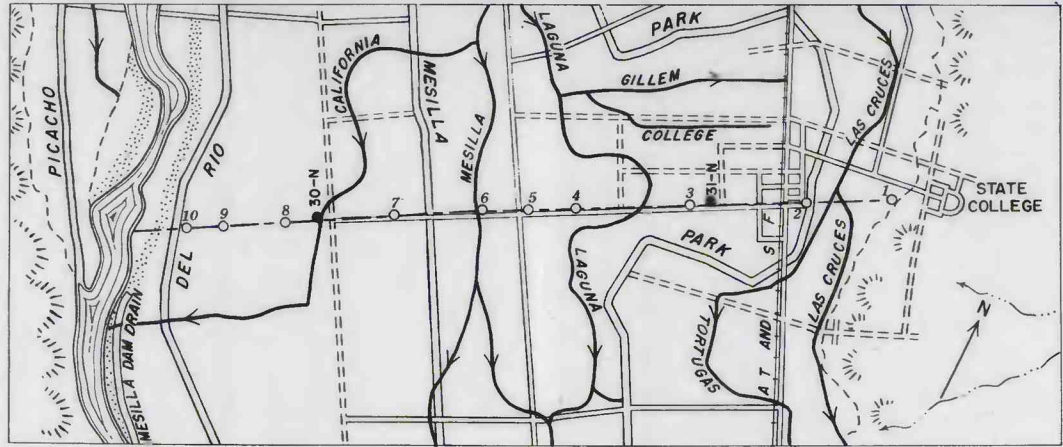 PICACHO
MESILLA DAM DRAIN
DEL RIO
CALIFORNIA
MESILLA
MESILLA
LAGUNA
LAGUNA
PARK
GILLEM
COLLEGE
PARK
LAS CRUCES
LAS CRUCES
TORTUGAS
AT AND S F
STATE
COLLEGE
30-N
31-N
10
9
8
7
6
5
4
3
2
1
N